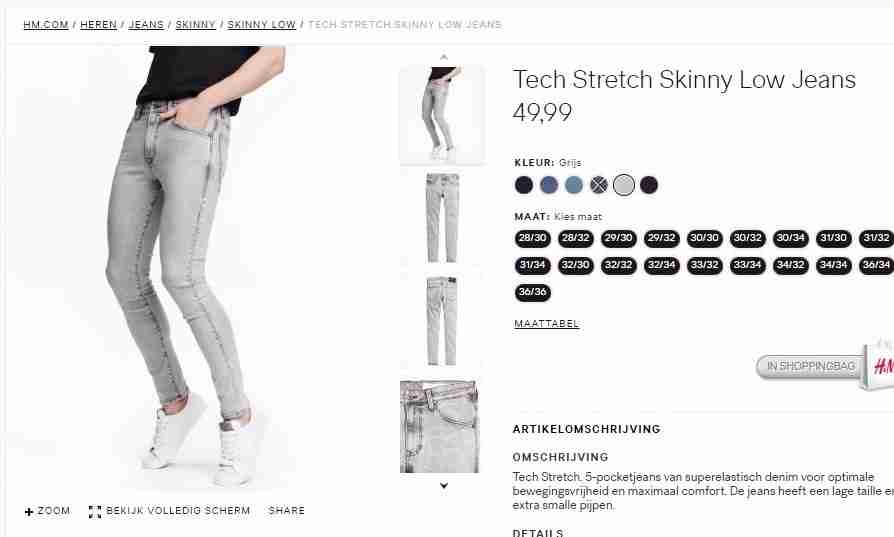 HM.COM / HEREN / JEANS / SKINNY / SKINNY LOW / TECH STRETCH SKINNY LOW JEANS
Tech Stretch Skinny Low Jeans
49,99
KLEUR: Grijs
MAAT: Kies maat
28/30 28/32 29/30 29/32 30/30 30/32 30/34 31/30 31/32
31/34 32/30 32/32 32/34 33/32 33/34 34/32 34/34 36/34
36/36
MAATTABEL
IN SHOPPINGBAG
H&M
ARTIKELOMSCHRIJVING
OMSCHRIJVING
Tech Stretch. 5-pocketjeans van superelastisch denim voor optimale
bewegingsvrijheid en maximaal comfort. De jeans heeft een lage taille en
extra smalle pijpen.
DETAILS
ZOOM BEKIJK VOLLEDIG SCHERM SHARE